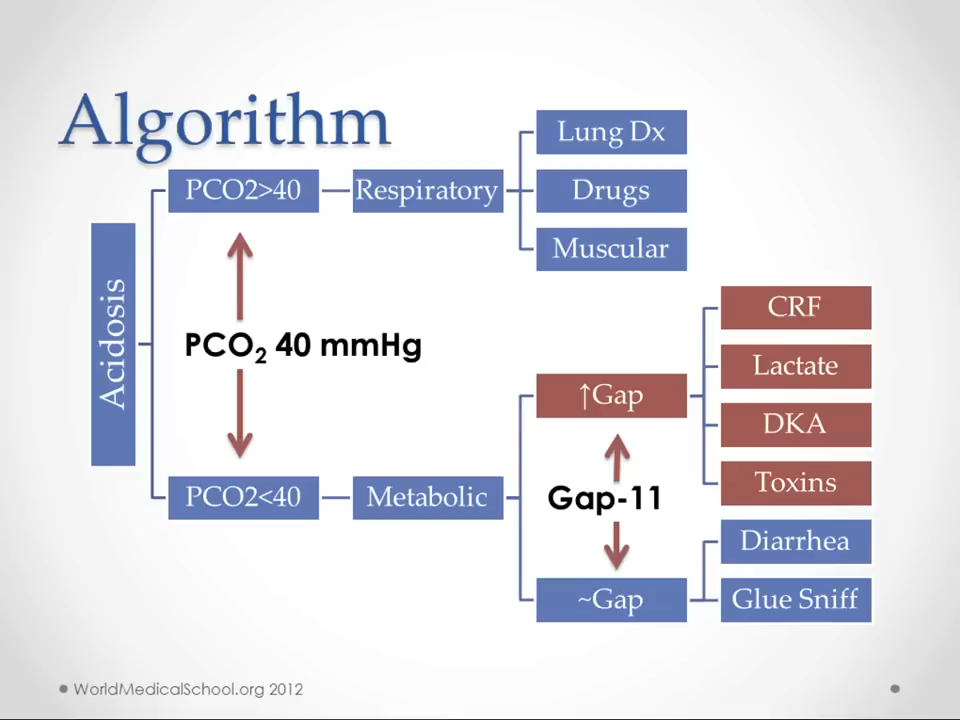 Algorithm
Acidosis
PCO2>40
Respiratory
Lung Dx
Drugs
Muscular
PCO₂ 40 mmHg
PCO2<40
Metabolic
↑Gap
CRF
Lactate
DKA
Toxins
Gap-11
~Gap
Diarrhea
Glue Sniff
WorldMedicalSchool.org 2012